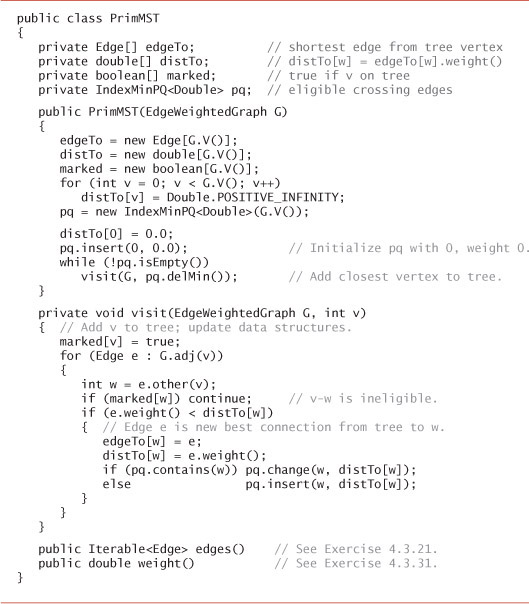 public class PrimMST
{
   private Edge[] edgeTo;          // shortest edge from tree vertex
   private double[] distTo;        // distTo[w] = edgeTo[w].weight()
   private boolean[] marked;       // true if v on tree
   private IndexMinPQ<Double> pq;  // eligible crossing edges
   public PrimMST(EdgeWeightedGraph G)
   {
      edgeTo = new Edge[G.V()];
      distTo = new double[G.V()];
      marked = new boolean[G.V()];
      for (int v = 0; v < G.V(); v++)
         distTo[v] = Double.POSITIVE_INFINITY;
      pq = new IndexMinPQ<Double>(G.V());
      distTo[0] = 0.0;
      pq.insert(0, 0.0);              // Initialize pq with 0, weight 0.
      while (!pq.isEmpty())
         visit(G, pq.delMin());       // Add closest vertex to tree.
   }
   private void visit(EdgeWeightedGraph G, int v)
   {  // Add v to tree; update data structures.
      marked[v] = true;
      for (Edge e : G.adj(v))
      {
         int w = e.other(v);
         if (marked[w]) continue;     // v-w is ineligible.
         if (e.weight() < distTo[w])
         {  // Edge e is new best connection from tree to w.
            edgeTo[w] = e;
            distTo[w] = e.weight();
            if (pq.contains(w)) pq.change(w, distTo[w]);
            else                pq.insert(w, distTo[w]);
         }
      }
   }
   public Iterable<Edge> edges()    // See Exercise 4.3.21.
   public double weight()           // See Exercise 4.3.31.
}